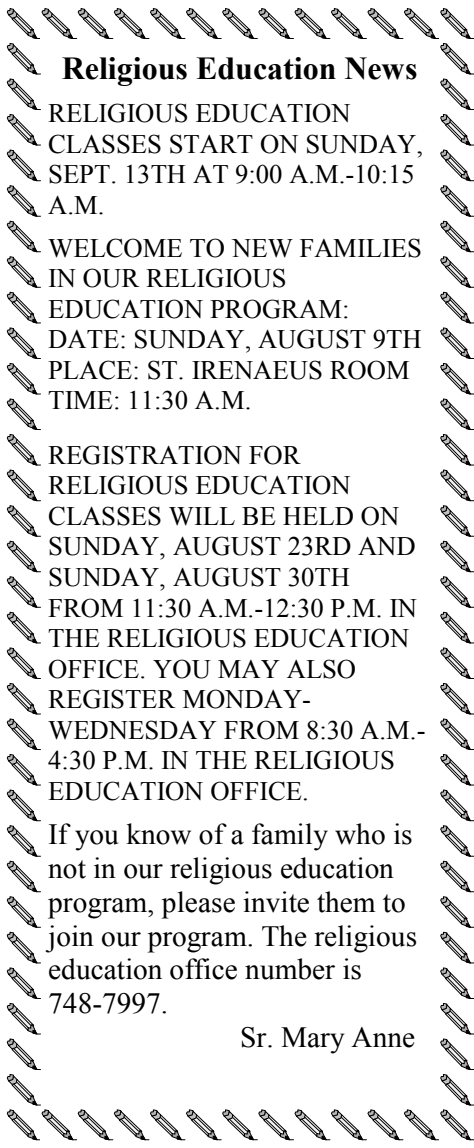 Religious Education News
RELIGIOUS EDUCATION
CLASSES START ON SUNDAY,
SEPT. 13TH AT 9:00 A.M.-10:15
A.M.
WELCOME TO NEW FAMILIES
IN OUR RELIGIOUS
EDUCATION PROGRAM:
DATE: SUNDAY, AUGUST 9TH
PLACE: ST. IRENAEUS ROOM
TIME: 11:30 A.M.
REGISTRATION FOR
RELIGIOUS EDUCATION
CLASSES WILL BE HELD ON
SUNDAY, AUGUST 23RD AND
SUNDAY, AUGUST 30TH
FROM 11:30 A.M.-12:30 P.M. IN
THE RELIGIOUS EDUCATION
OFFICE. YOU MAY ALSO
REGISTER MONDAY-
WEDNESDAY FROM 8:30 A.M.-
4:30 P.M. IN THE RELIGIOUS
EDUCATION OFFICE.
If you know of a family who is
not in our religious education
program, please invite them to
join our program. The religious
education office number is
748-7997.
Sr. Mary Anne